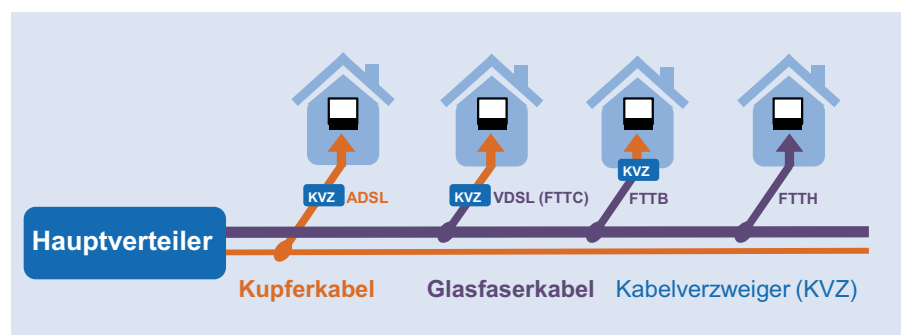 KVZ
KVZ ADSL
KVZ VDSL (FTTC)
FTTB
FTTH
Hauptverteiler
Kupferkabel
Glasfaserkabel
Kabelverzweiger (KVZ)